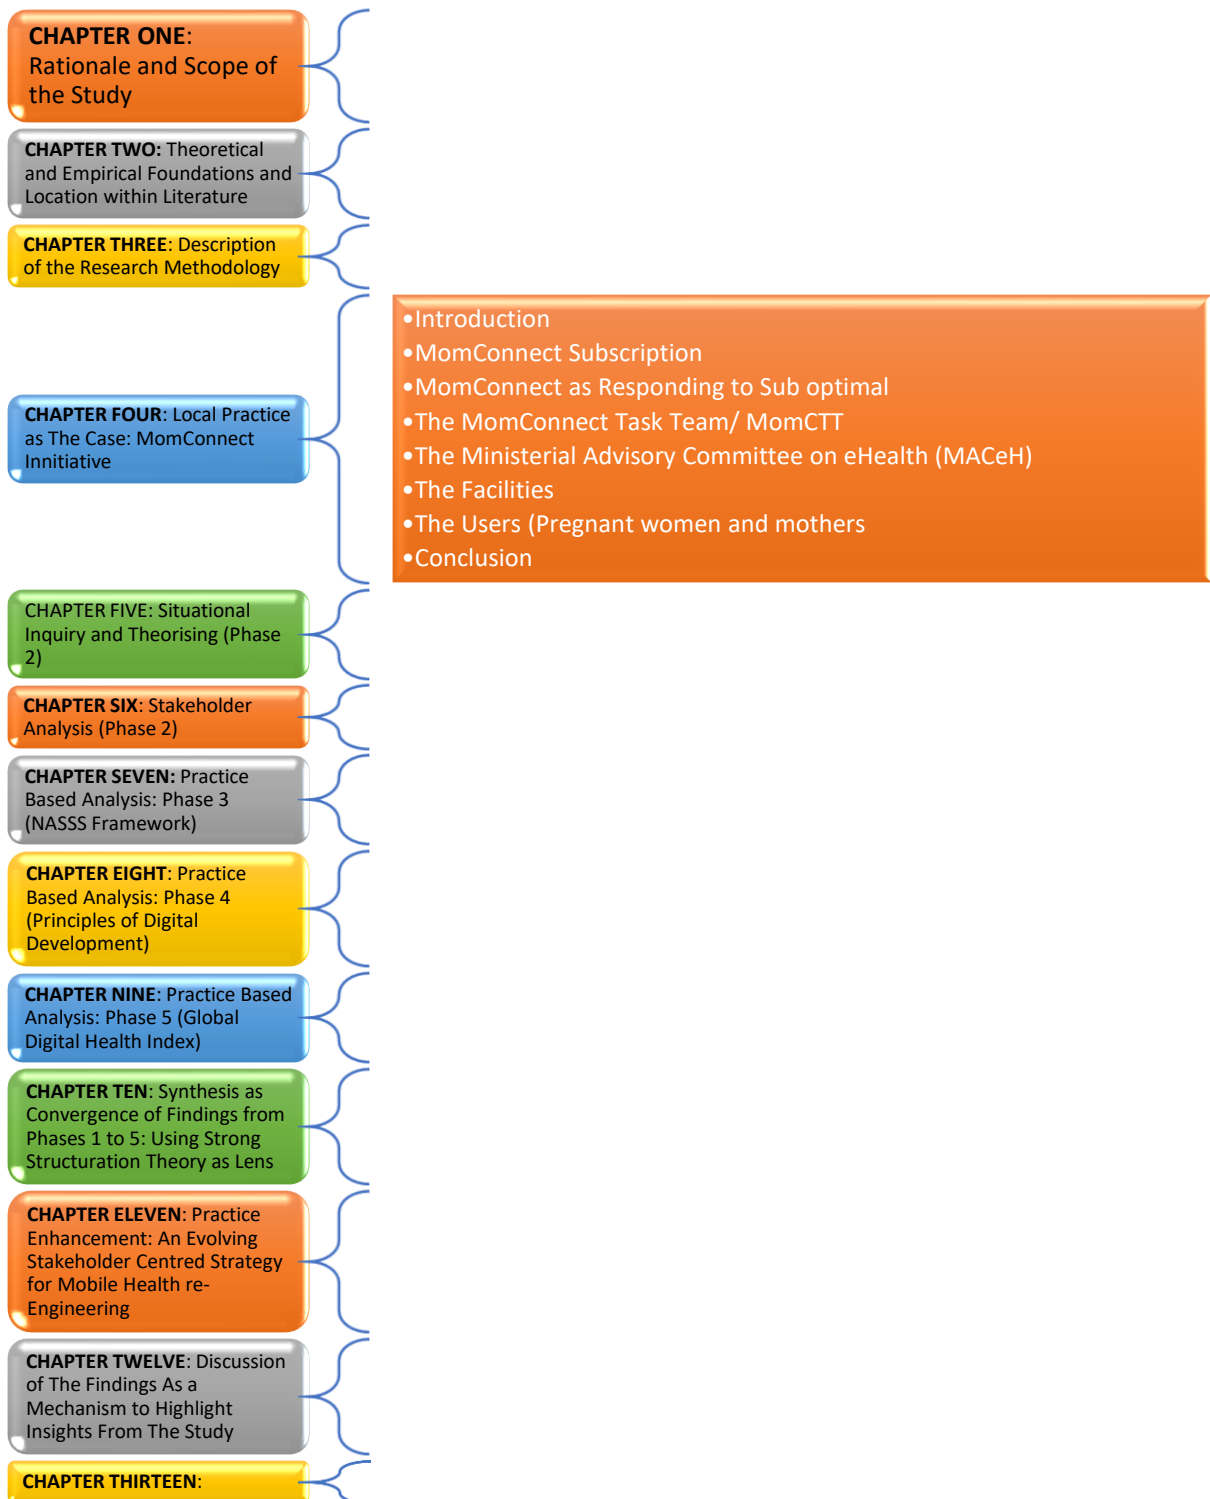 CHAPTER ONE:
Rationale and Scope of
the Study
CHAPTER TWO: Theoretical
and Empirical Foundations and
Location within Literature
CHAPTER THREE: Description
of the Research Methodology
CHAPTER FOUR: Local Practice
as The Case: MomConnect
Innitiative
•Introduction
•MomConnect Subscription
•MomConnect as Responding to Sub optimal
•The MomConnect Task Team/ MomCTT
•The Ministerial Advisory Committee on eHealth (MACeH)
•The Facilities
•The Users (Pregnant women and mothers
•Conclusion
CHAPTER FIVE: Situational
Inquiry and Theorising (Phase
2)
CHAPTER SIX: Stakeholder
Analysis (Phase 2)
CHAPTER SEVEN: Practice
Based Analysis: Phase 3
(NASSS Framework)
CHAPTER EIGHT: Practice
Based Analysis: Phase 4
(Principles of Digital
Development)
CHAPTER NINE: Practice Based
Analysis: Phase 5 (Global
Digital Health Index)
CHAPTER TEN: Synthesis as
Convergence of Findings from
Phases 1 to 5: Using Strong
Structuration Theory as Lens
CHAPTER ELEVEN: Practice
Enhancement: An Evolving
Stakeholder Centred Strategy
for Mobile Health re-
Engineering
CHAPTER TWELVE: Discussion
of The Findings As a
Mechanism to Highlight
Insights From The Study
CHAPTER THIRTEEN: